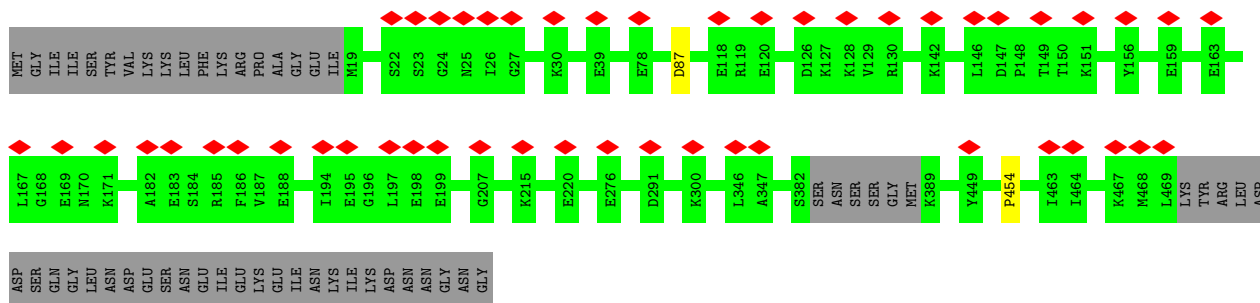 MET GLY ILE ILE SER TYR VAL LYS LYS LEU PHE LYS ARG PRO ALA GLY GLU ILE M19 S22 S23 G24 N25 I26 G27 K30 E39 E78 D87 E118 R119 E120 D126 K127 K128 V129 R130 K142 L146 D147 P148 T149 T150 K151 Y156 E159 E163
L167 G168 E169 N170 K171 A182 E183 S184 R185 F186 V187 E188 I194 E195 G196 L197 E198 E199 G207 K215 E220 E276 D291 K300 L346 A347 S382 SER ASN SER SER GLY MET K389 Y449 P454 I463 I464 K467 M468 L469 LYS TYR ARG LEU ASP
ASP SER GLN GLY LEU ASN ASP GLU SER ASN GLU ILE GLU LYS GLU ILE ASN LYS ILE LYS ASP ASN ASN GLY ASN GLY